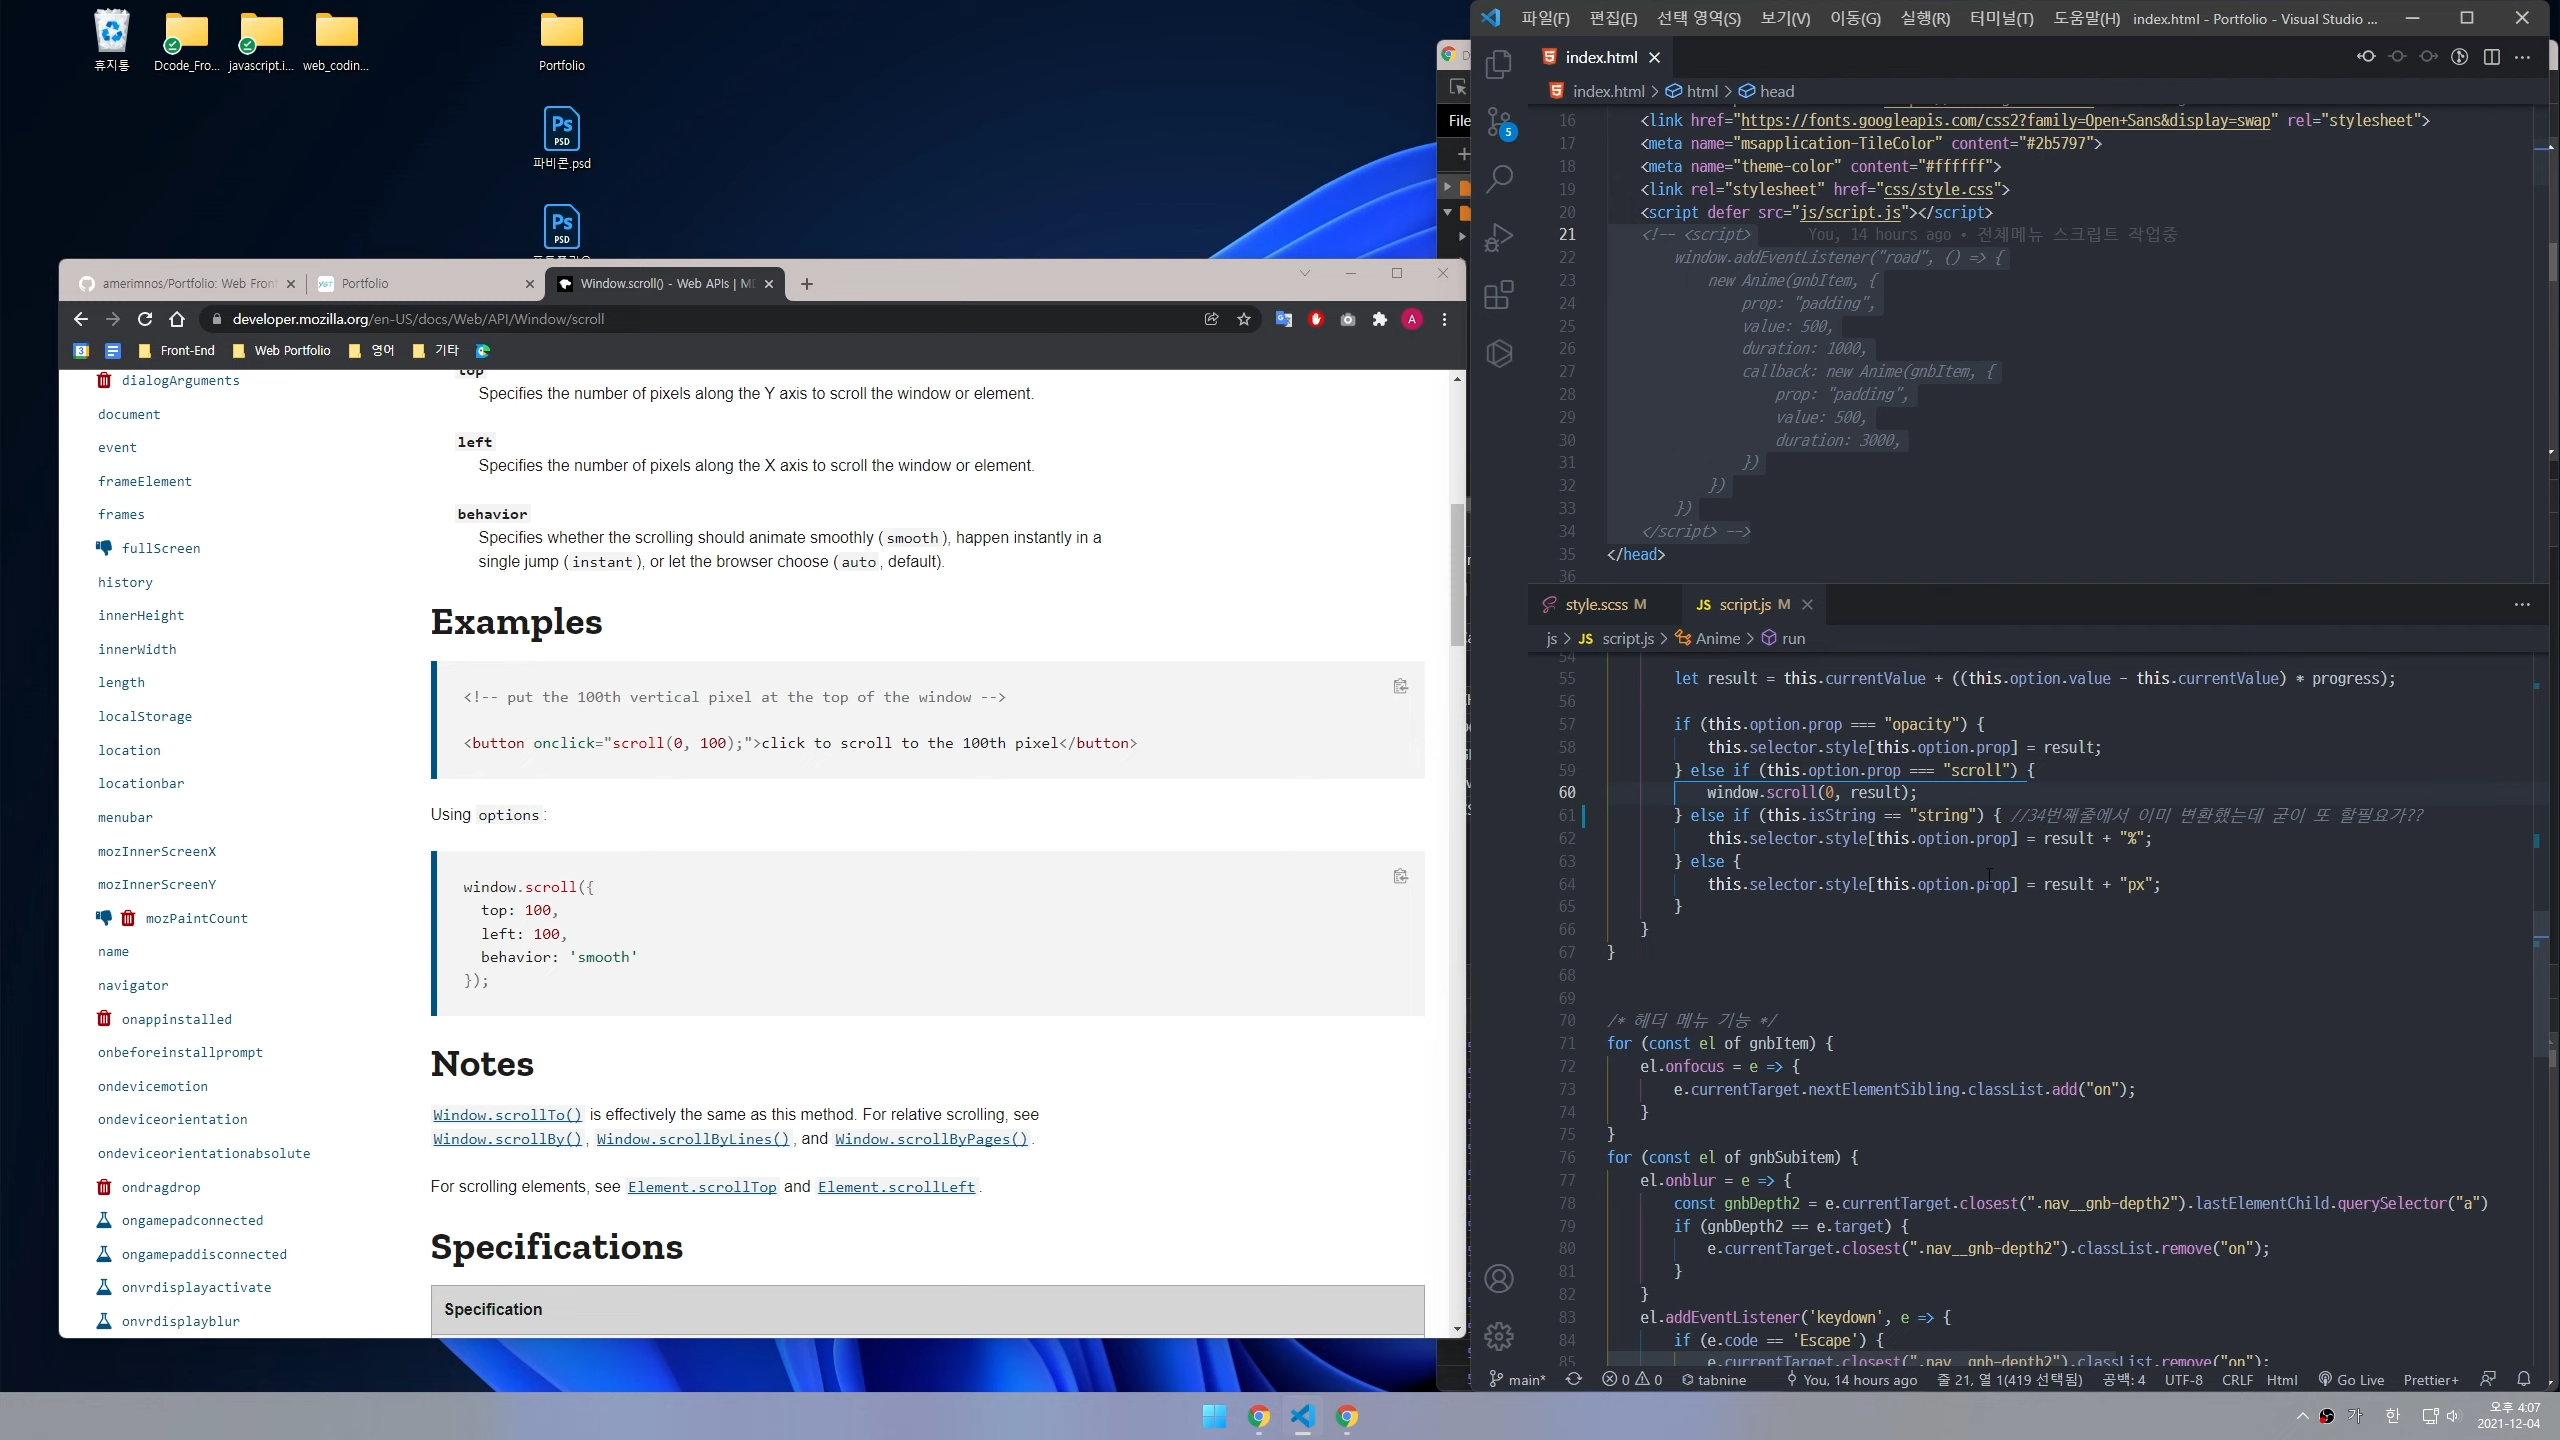 휴지통
Dcode_Fro...
javascript.i...
web_codin...
Portfolio
Ps
PSD
파비콘.psd
Ps
PSD
amerimnos/Portfolio: Web Fron
Portfolio
Window.scroll() - Web APIs | MD
developer.mozilla.org/en-US/docs/Web/API/Window/scroll
A
Front-End
Web Portfolio
영어
기타
dialogArguments
document
event
frameElement
frames
fullScreen
history
innerHeight
innerWidth
length
localStorage
location
locationbar
menubar
mozInnerScreenX
mozInnerScreenY
mozPaintCount
name
navigator
onappinstalled
onbeforeinstallprompt
ondevicemotion
ondeviceorientation
ondeviceorientationabsolute
ondragdrop
ongamepadconnected
ongamepaddisconnected
onvrdisplayactivate
onvrdisplayblur
top
Specifies the number of pixels along the Y axis to scroll the window or element.
left
Specifies the number of pixels along the X axis to scroll the window or element.
behavior
Specifies whether the scrolling should animate smoothly (smooth), happen instantly in a
single jump (instant), or let the browser choose (auto, default).
Examples
<!-- put the 100th vertical pixel at the top of the window -->
<button onclick="scroll(0, 100);">click to scroll to the 100th pixel</button>
Using options:
window.scroll({
top: 100,
left: 100,
behavior: 'smooth'
});
Notes
Window.scrollTo() is effectively the same as this method. For relative scrolling, see
Window.scrollBy(), Window.scrollByLines(), and Window.scrollByPages().
For scrolling elements, see Element.scrollTop and Element.scrollLeft.
Specifications
Specification
File
파일(F) 편집(E) 선택 영역(S) 보기(V) 이동(G) 실행(R) 터미널(T) 도움말(H) index.html - Portfolio - Visual Studio ...
index.html
index.html > html > head
5
16 <link href="https://fonts.googleapis.com/css2?family=Open+Sans&display=swap" rel="stylesheet">
17 <meta name="msapplication-TileColor" content="#2b5797">
18 <meta name="theme-color" content="#ffffff">
19 <link rel="stylesheet" href="css/style.css">
20 <script defer src="js/script.js"></script>
21 <!-- <script> You, 14 hours ago • 전체메뉴 스크립트 작업중
22 window.addEventListener("road", () => {
23 new Anime(gnbItem, {
24 prop: "padding",
25 value: 500,
26 duration: 1000,
27 callback: new Anime(gnbItem, {
28 prop: "padding",
29 value: 500,
30 duration: 3000,
31 })
32 })
33 })
34 </script> -->
35 </head>
36
style.scss M
JS script.js M
js > JS script.js > Anime > run
54
55 let result = this.currentValue + ((this.option.value - this.currentValue) * progress);
56
57 if (this.option.prop === "opacity") {
58 this.selector.style[this.option.prop] = result;
59 } else if (this.option.prop === "scroll") {
60 window.scroll(0, result);
61 } else if (this.isString == "string") { //34번째줄에서 이미 변환했는데 굳이 또 할필요가??
62 this.selector.style[this.option.prop] = result + "%";
63 } else {
64 this.selector.style[this.option.prop] = result + "px";
65 }
66 }
67 }
68
69
70 /* 헤더 메뉴 기능 */
71 for (const el of gnbItem) {
72 el.onfocus = e => {
73 e.currentTarget.nextElementSibling.classList.add("on");
74 }
75 }
76 for (const el of gnbSubitem) {
77 el.onblur = e => {
78 const gnbDepth2 = e.currentTarget.closest(".nav__gnb-depth2").lastElementChild.querySelector("a")
79 if (gnbDepth2 == e.target) {
80 e.currentTarget.closest(".nav__gnb-depth2").classList.remove("on");
81 }
82 }
83 el.addEventListener('keydown', e => {
84 if (e.code == 'Escape') {
85 e.currentTarget.closest(".nav__gnb-depth2").classList.remove("on");
main* 0 0 tabnine You, 14 hours ago 줄 21, 열 1(419 선택됨) 공백: 4 UTF-8 CRLF Html Go Live Prettier+
가 한
오후 4:07
2021-12-04